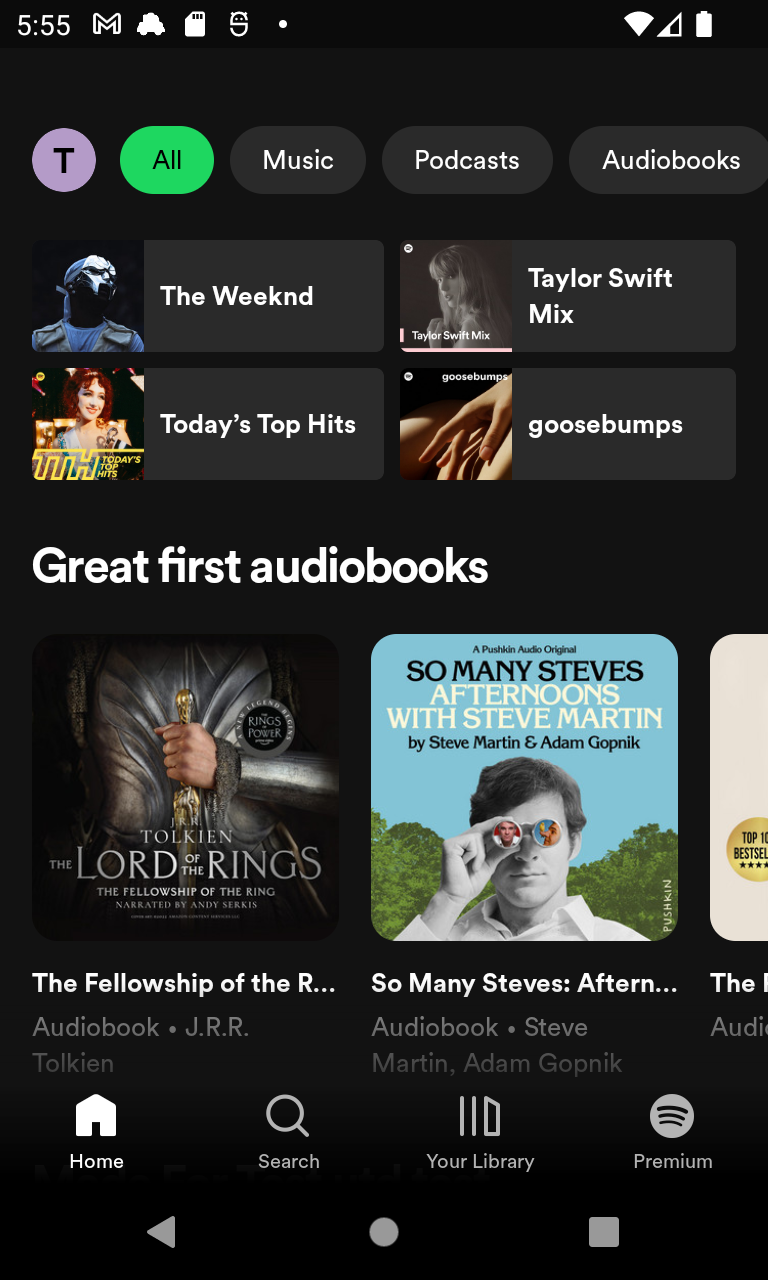 5:55
T
All
Music
Podcasts
Audiobooks
The Weeknd
Taylor Swift Mix
Taylor Swift
Mix
TTH TODAY'S
TOP
HITS
Today's Top Hits
goosebumps
goosebumps
Great first audiobooks
A NEW LEGEND BEGINS
THE
RINGS
OF
POWER
J.R.R.
TOLKIEN
THE LORD OF THE RINGS
THE FELLOWSHIP OF THE RING
NARRATED BY ANDY SERKIS
A Pushkin Audio Original
SO MANY STEVES
AFTERNOONS
WITH STEVE MARTIN
by Steve Martin & Adam Gopnik
PUSHKIN
TOP 10
BESTSEL
The Fellowship of the R...
Audiobook • J.R.R.
Tolkien
So Many Steves: Aftern...
Audiobook • Steve
Martin, Adam Gopnik
The
Audi
Home
Search
Your Library
Premium